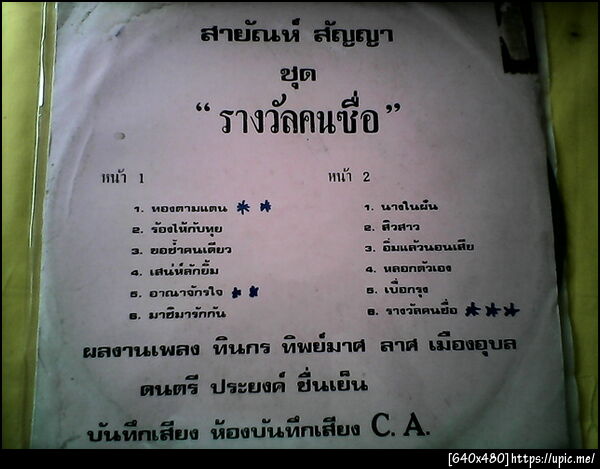 สายัณห์ สัญญา
ชุด
“รางวัลคนซื่อ”
หน้า 1
1. ทองตามแดน * *
2. ร้องให้กับทุย
3. ขอช้ำคนเดียว
4. เสน่ห์ลักยิ้ม
5. อาณาจักรใจ * *
6. มาฮีมารักกัน
หน้า 2
1. นางในฝัน
2. สิวสาว
3. อิ่มแล้วนอนเสีย
4. หลอกตัวเอง
5. เบื่อกรุง
6. รางวัลคนซื่อ * * *
ผลงานเพลง ทินกร ทิพย์มาศ ลาศ เมืองอุบล
ดนตรี ประยงค์ ชื่นเย็น
บันทึกเสียง ห้องบันทึกเสียง C. A.
[640x480]https://upic.me/